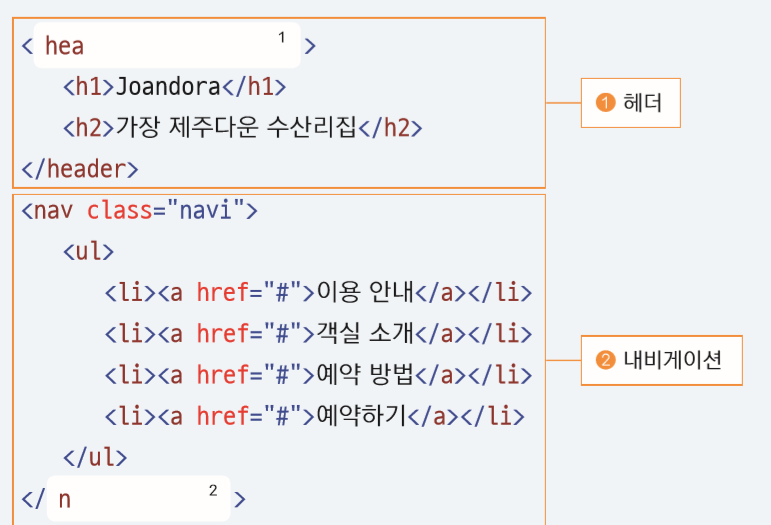 < hea 1 >
<h1>Joandora</h1>
<h2>가장 제주다운 수산리집</h2>
</header>
❶ 헤더
<nav class="navi">
<ul>
<li><a href="#">이용 안내</a></li>
<li><a href="#">객실 소개</a></li>
<li><a href="#">예약 방법</a></li>
<li><a href="#">예약하기</a></li>
</ul>
</ n 2 >
❷ 내비게이션